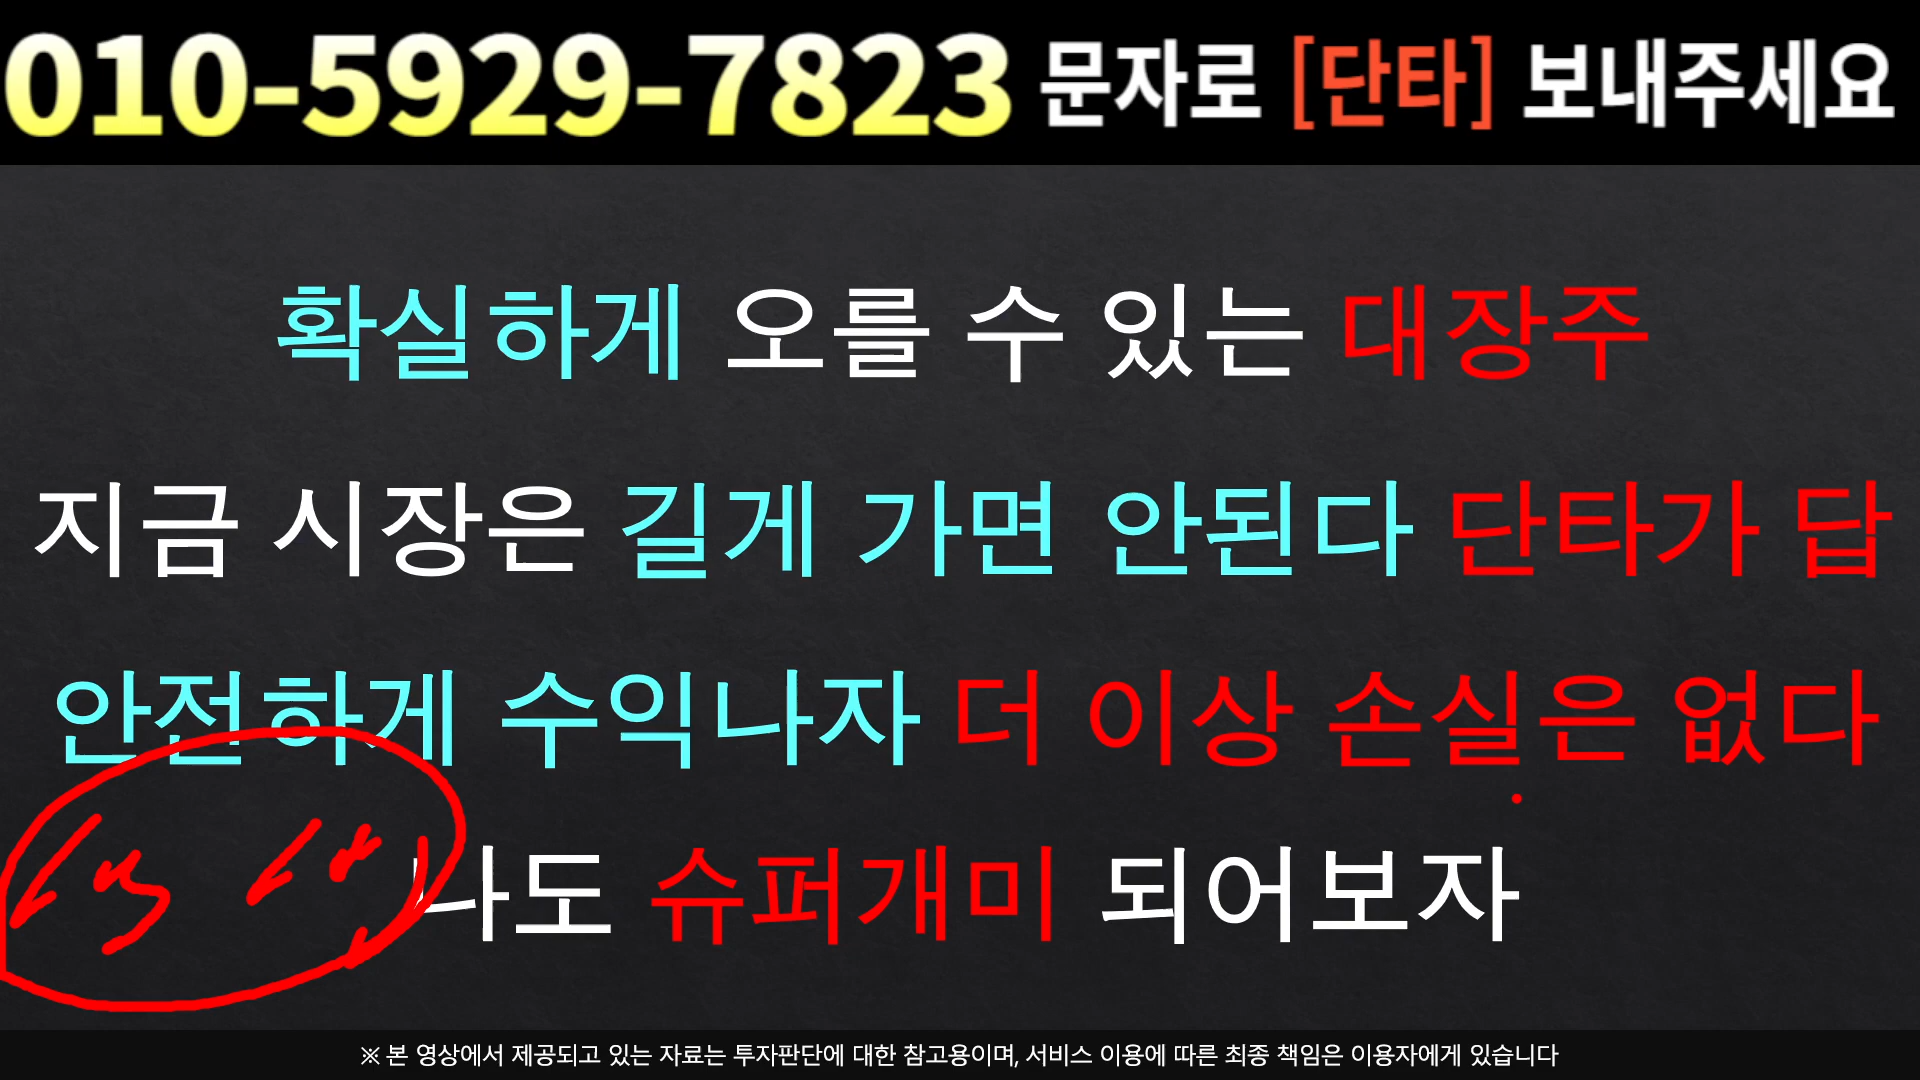 010-5929-7823 문자로 [단타] 보내주세요
확실하게 오를 수 있는 대장주
지금 시장은 길게 가면 안된다 단타가 답
안전하게 수익나자 더 이상 손실은 없다
나도 슈퍼개미 되어보자
※ 본 영상에서 제공되고 있는 자료는 투자판단에 대한 참고용이며, 서비스 이용에 따른 최종 책임은 이용자에게 있습니다